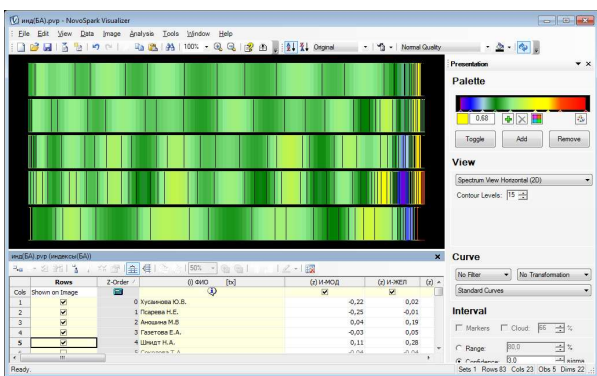 инд(БА).pvp - NovoSpark Visualizer
File Edit View Data Image Analysis Tools Window Help
100% Original Normal Quality
Presentation
Palette
0,68
Toggle Add Remove
View
Spectrum View Horizontal (2D)
Contour Levels: 15
инд(БА).pvp (индексы(БА))
50%
Curve
Rows Z-Order (i) ФИО [tx] (z) И-МОД (z) И-ЖЕЛ (z)
No Filter No Transformation
Cols Shown on Image
Standard Curves
1 0 Хусаинова Ю.В. -0,22 0,02
Interval
2 1 Псарева Н.Е. -0,25 -0,01
Markers Cloud: 66 %
3 2 Аношина М.В 0,04 0,19
4 3 Газетова Е.А. -0,03 0,05
Range: 80,0 %
5 4 Шмидт Н.А. 0,11 0,28
Confidence: 3,0 sigma
Ready. Sets 1 Rows 83 Cols 23 Obs 5 Dims 22